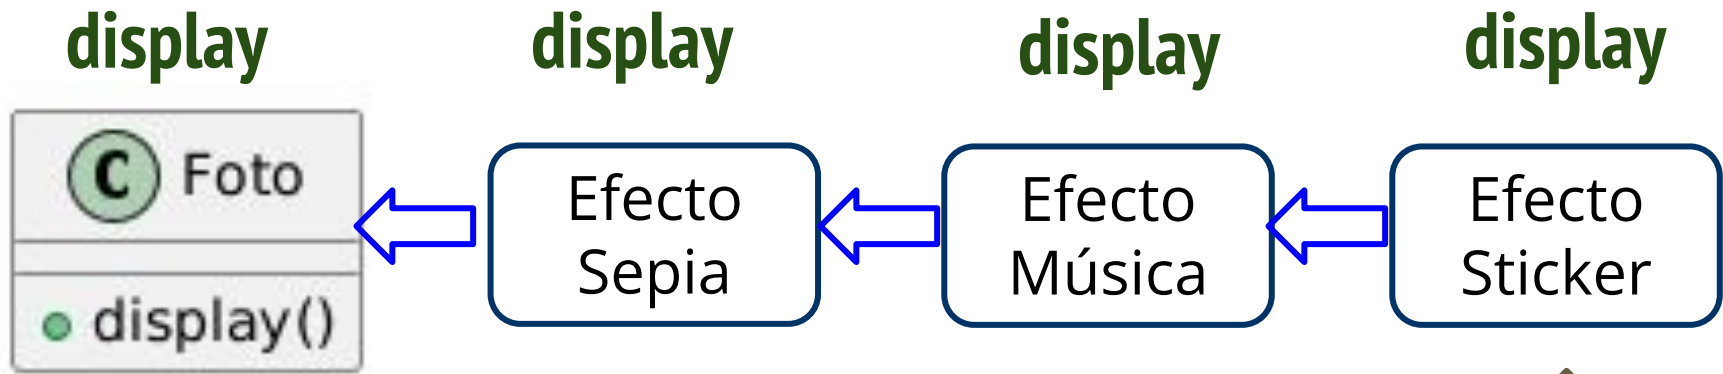 display
display
display
display
C Foto
display()
Efecto
Sepia
Efecto
Música
Efecto
Sticker